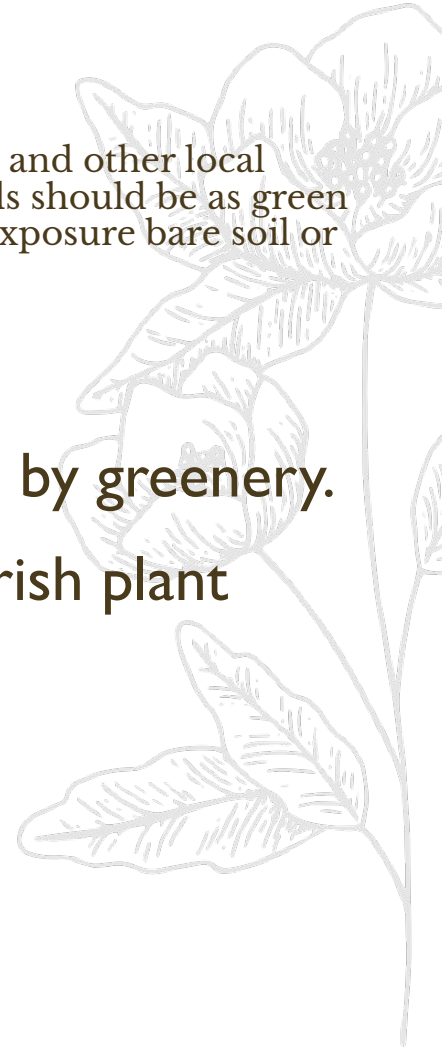 and other local
ls should be as green
xposure bare soil or
by greenery.
rish plant